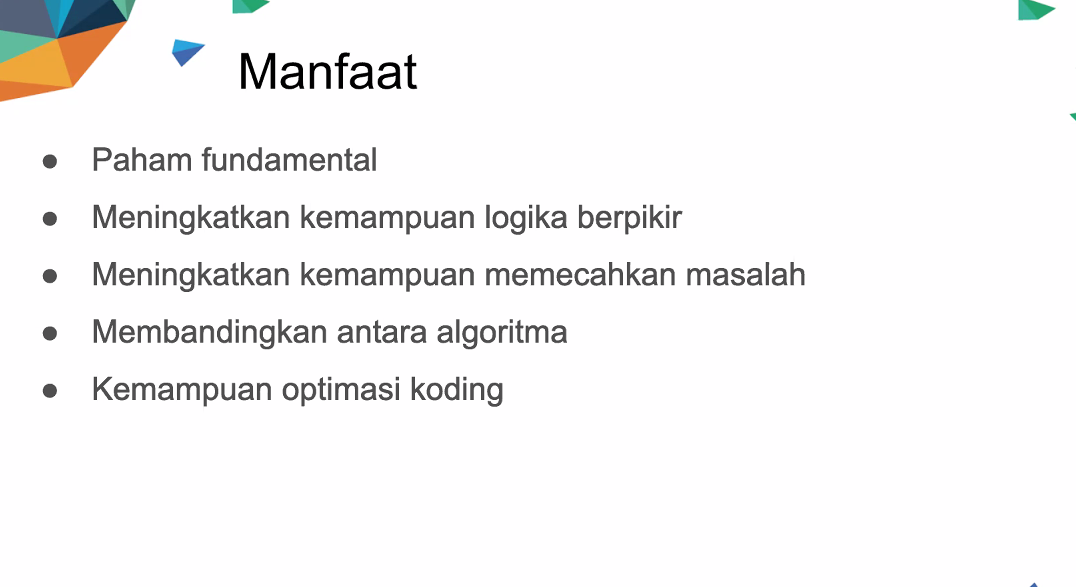 Manfaat
● Paham fundamental
● Meningkatkan kemampuan logika berpikir
● Meningkatkan kemampuan memecahkan masalah
● Membandingkan antara algoritma
● Kemampuan optimasi koding